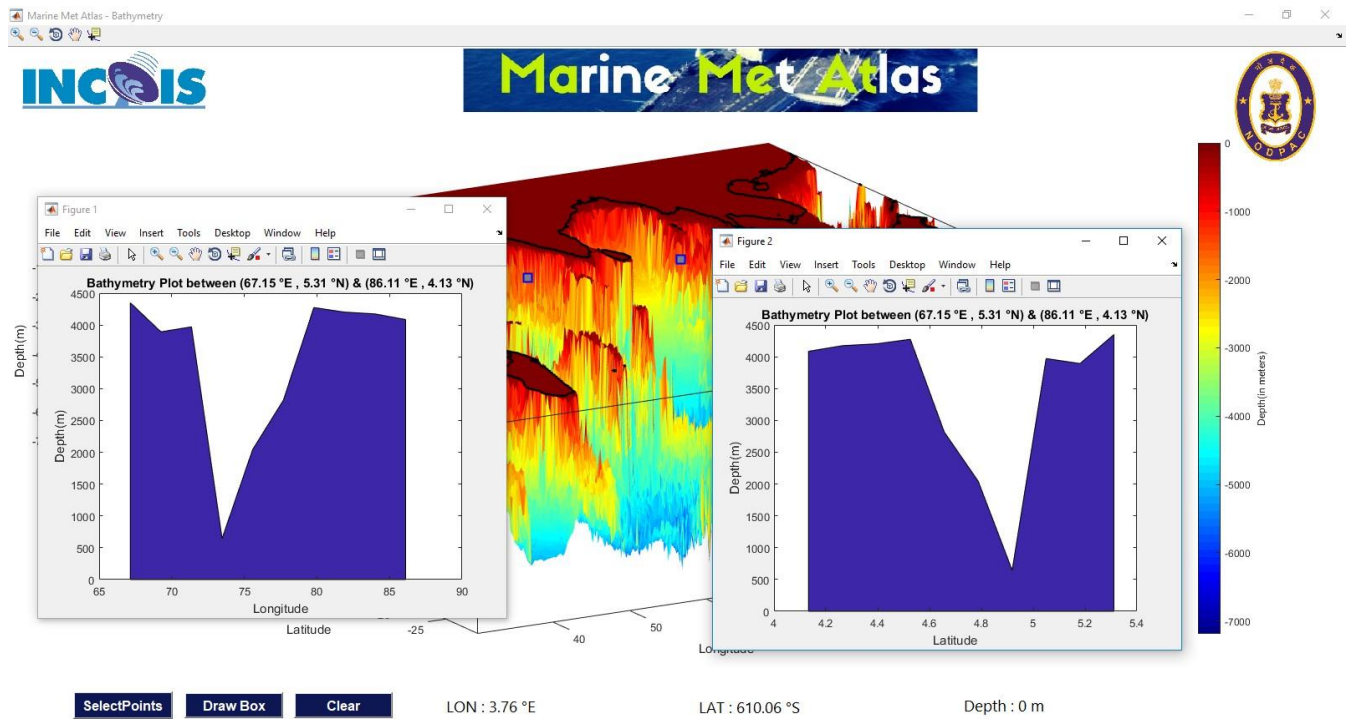 Marine Met Atlas - Bathymetry
INCOIS
Marine Met Atlas
NODPAC
Figure 1
File Edit View Insert Tools Desktop Window Help
Bathymetry Plot between (67.15 °E , 5.31 °N) & (86.11 °E , 4.13 °N)
Depth(m)
4500
4000
3500
3000
2500
2000
1500
1000
500
0
65 70 75 80 85 90
Longitude
Depth(m)
Latitude
-25
40
50
Figure 2
File Edit View Insert Tools Desktop Window Help
Bathymetry Plot between (67.15 °E , 5.31 °N) & (86.11 °E , 4.13 °N)
Depth(m)
4500
4000
3500
3000
2500
2000
1500
1000
500
0
4 4.2 4.4 4.6 4.8 5 5.2 5.4
Latitude
0
-1000
-2000
-3000
-4000
-5000
-6000
-7000
Depth(in meters)
SelectPoints Draw Box Clear LON : 3.76 °E LAT : 610.06 °S Depth : 0 m